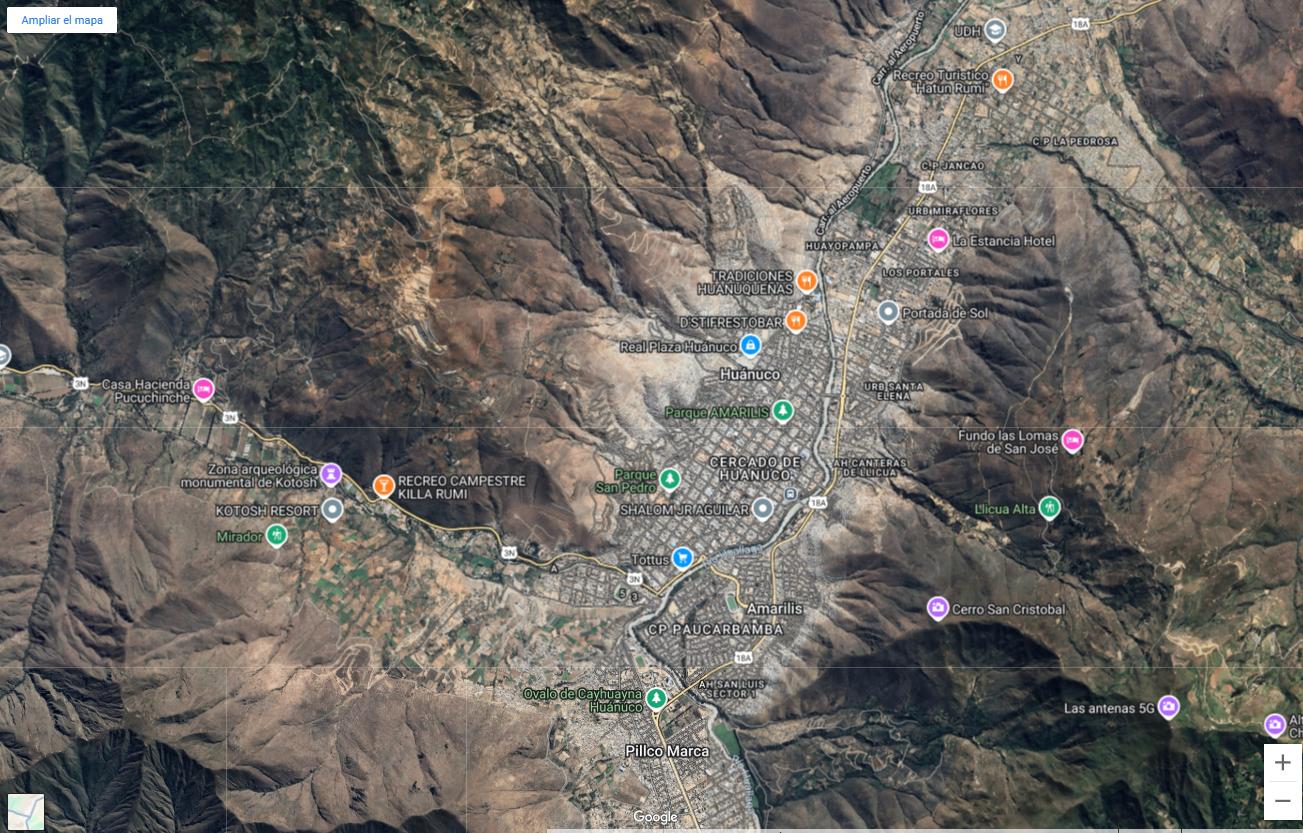 Ampliar el mapa
18A
UDH
Carr. al Aeropuerto
Recreo Turístico
"Hatun Rumi"
C.P LA PEDROSA
C.P JANCAO
18A
Carr. al Aeropuerto
URB MIRAFLORES
HUAYOPAMPA
La Estancia Hotel
LOS PORTALES
TRADICIONES
HUANUQUEÑAS
Portada de Sol
D'STIFRESTOBAR
Real Plaza Huánuco
Huánuco
3N
Casa Hacienda
Pucuchinche
URB SANTA
ELENA
3N
Parque AMARILIS
Fundo las Lomas
de San José
CERCADO DE
HUANUCO
AH CANTERAS
DE LLICUA
Zona arqueológica
monumental de Kotosh
Parque
San Pedro
RECREO CAMPESTRE
KILLA RUMI
18A
KOTOSH RESORT
SHALOM JR AGUILAR
Llicua Alta
Mirador
3N
Tottus
3N
5
3
Amarilis
Cerro San Cristobal
CP PAUCARBAMBA
18A
AH SAN LUIS
SECTOR 1
Ovalo de Cayhuayna
Huánuco
Las antenas 5G
Pillco Marca
+
−
Google